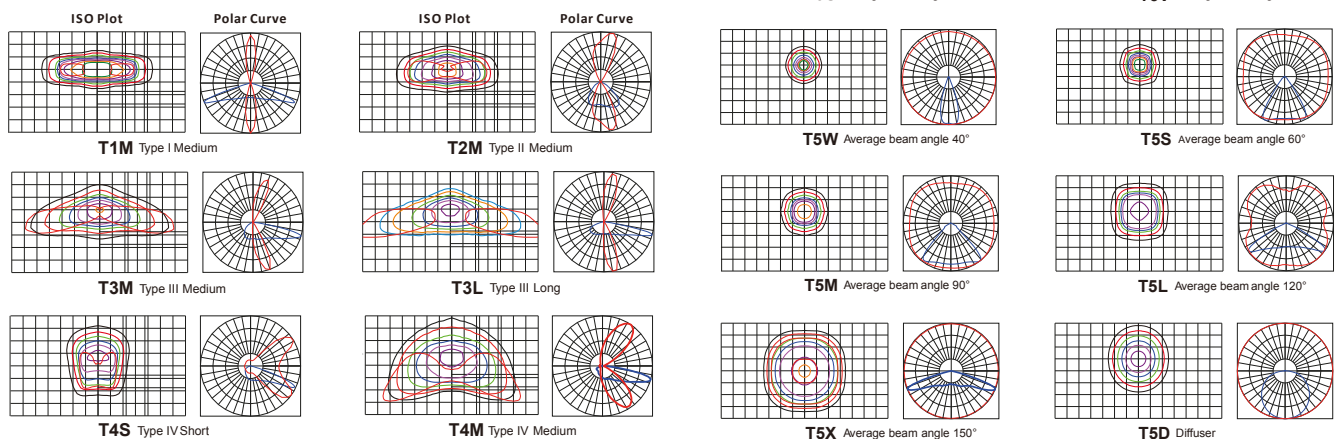 ISO Plot Polar Curve ISO Plot Polar Curve
T1M Type I Medium
T2M Type II Medium
T5W Average beam angle 40°
T5S Average beam angle 60°
T3M Type III Medium
T3L Type III Long
T5M Average beam angle 90°
T5L Average beam angle 120°
T4S Type IV Short
T4M Type IV Medium
T5X Average beam angle 150°
T5D Diffuser